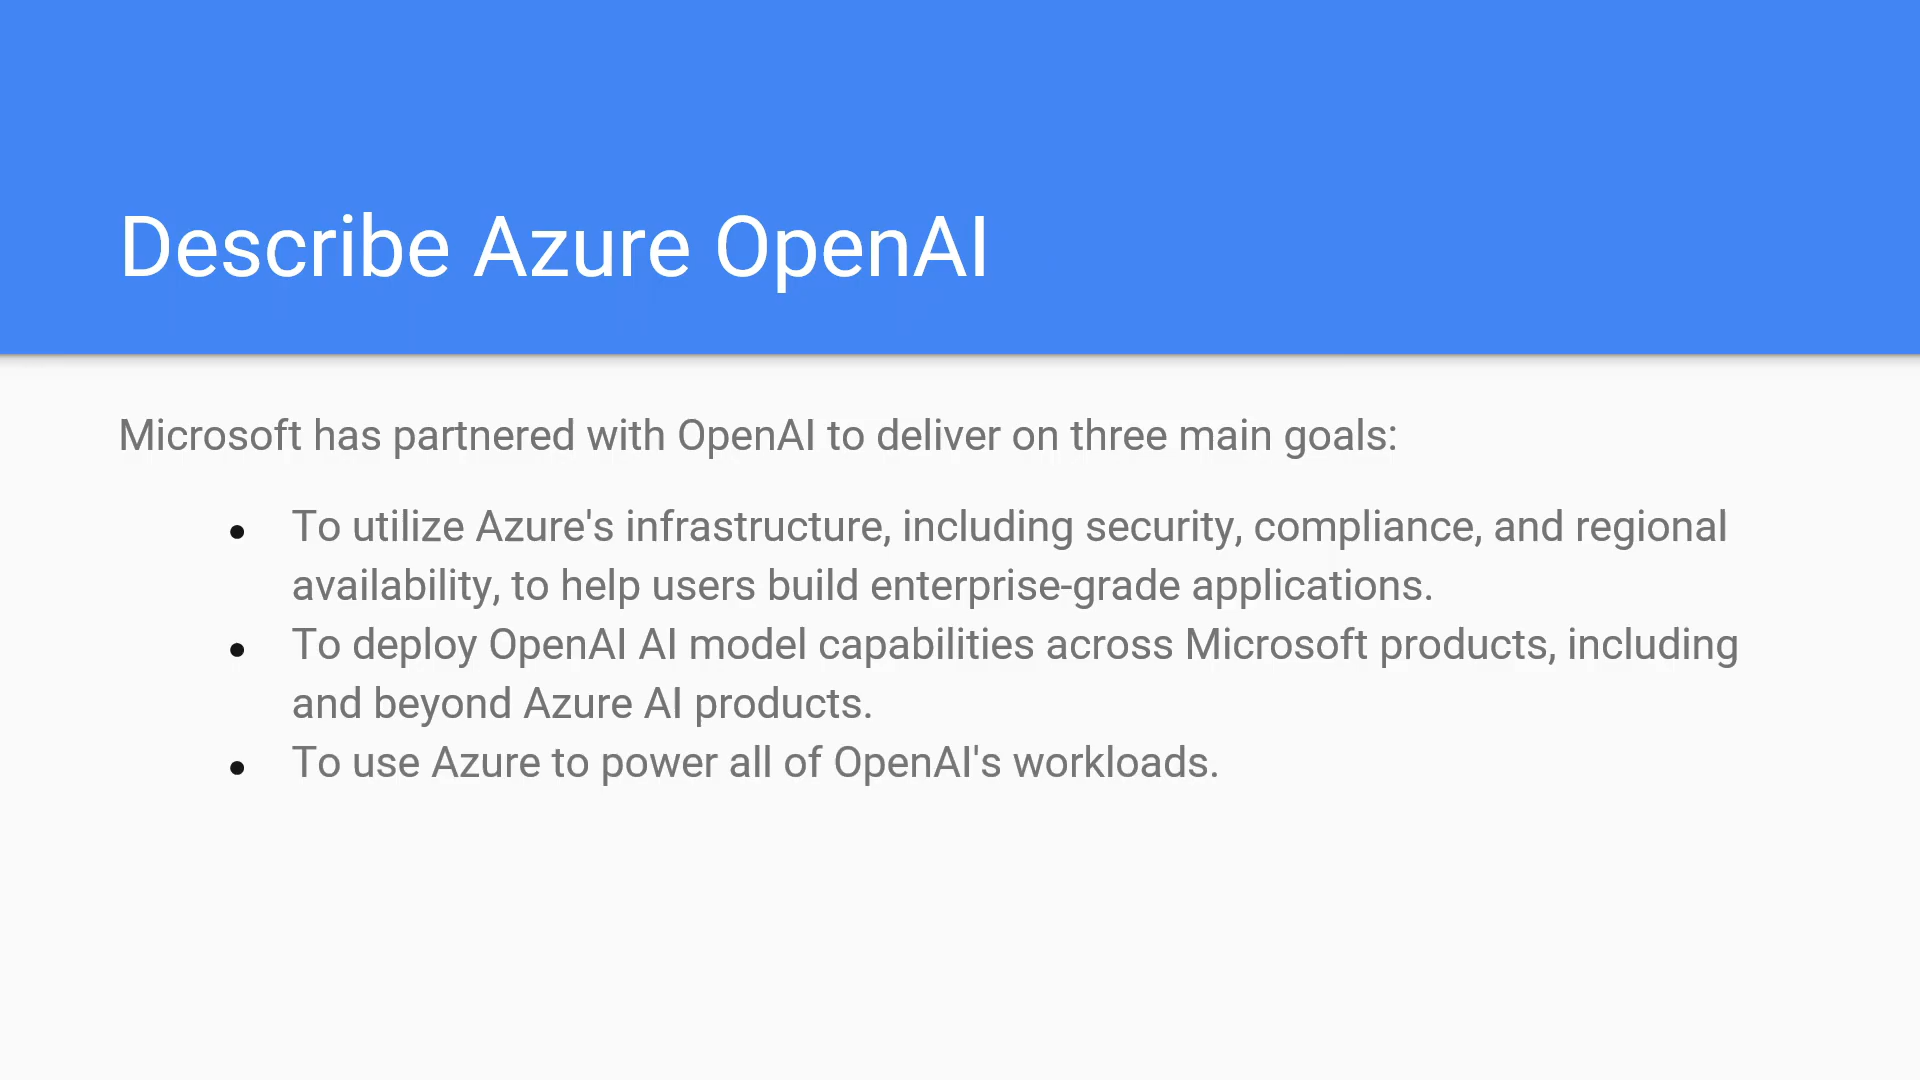 Describe Azure OpenAI
Microsoft has partnered with OpenAI to deliver on three main goals:
● To utilize Azure's infrastructure, including security, compliance, and regional
availability, to help users build enterprise-grade applications.
● To deploy OpenAI AI model capabilities across Microsoft products, including
and beyond Azure AI products.
● To use Azure to power all of OpenAI's workloads.